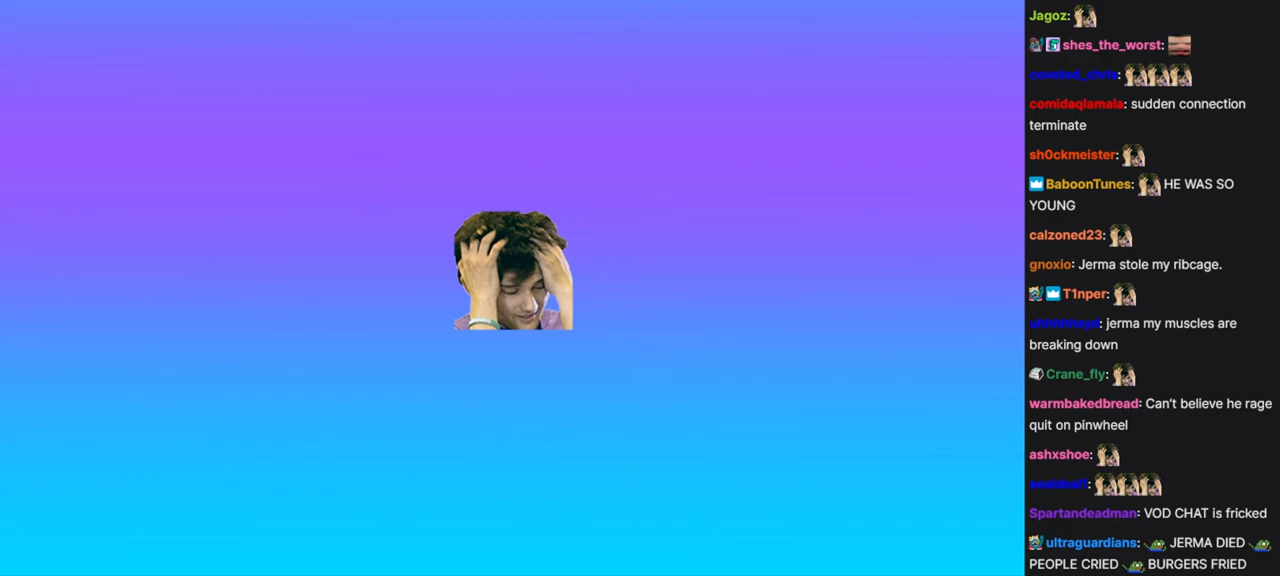 Jagoz:
shes_the_worst:
comidaqlamala: sudden connection
terminate
sh0ckmeister:
BaboonTunes: HE WAS SO
YOUNG
calzoned23:
gnoxio: Jerma stole my ribcage.
T1nper:
: jerma my muscles are
breaking down
Crane_fly:
warmbakedbread: Can't believe he rage
quit on pinwheel
ashxshoe:
Spartandeadman: VOD CHAT is fricked
ultraguardians: JERMA DIED
PEOPLE CRIED BURGERS FRIED